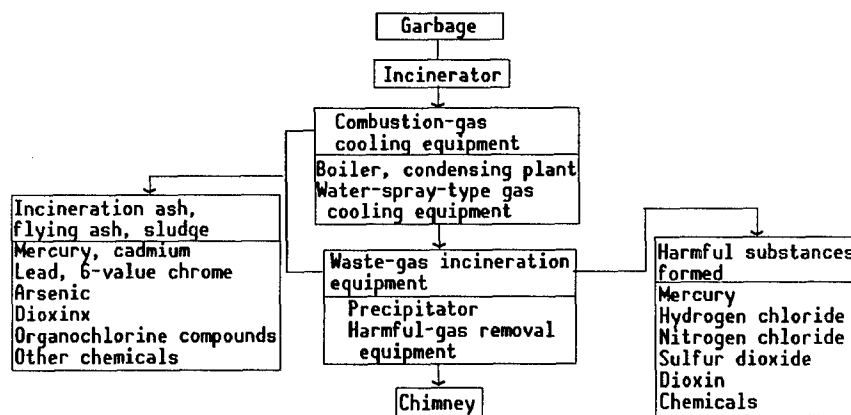 Garbage
Incinerator
Combustion-gas
cooling equipment
Boiler, condensing plant
Water-spray-type gas
cooling equipment
Incineration ash,
flying ash, sludge
Mercury, cadmium
Lead, 6-value chrome
Arsenic
Dioxinx
Organochlorine compounds
Other chemicals
Waste-gas incineration
equipment
Precipitator
Harmful-gas removal
equipment
Harmful substances
formed
Mercury
Hydrogen chloride
Nitrogen chloride
Sulfur dioxide
Dioxin
Chemicals
Chimney